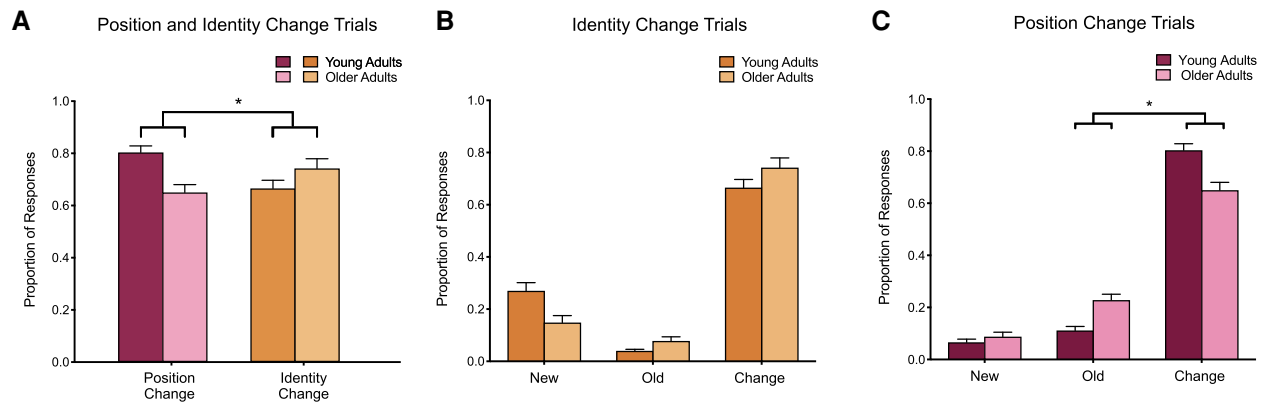 A
Position and Identity Change Trials
Young Adults
Older Adults
*
Proportion of Responses
1.0
0.8
0.6
0.4
0.2
0.0
Position
Change
Identity
Change
B
Identity Change Trials
Young Adults
Older Adults
Proportion of Responses
1.0
0.8
0.6
0.4
0.2
0.0
New
Old
Change
C
Position Change Trials
Young Adults
Older Adults
*
Proportion of Responses
1.0
0.8
0.6
0.4
0.2
0.0
New
Old
Change